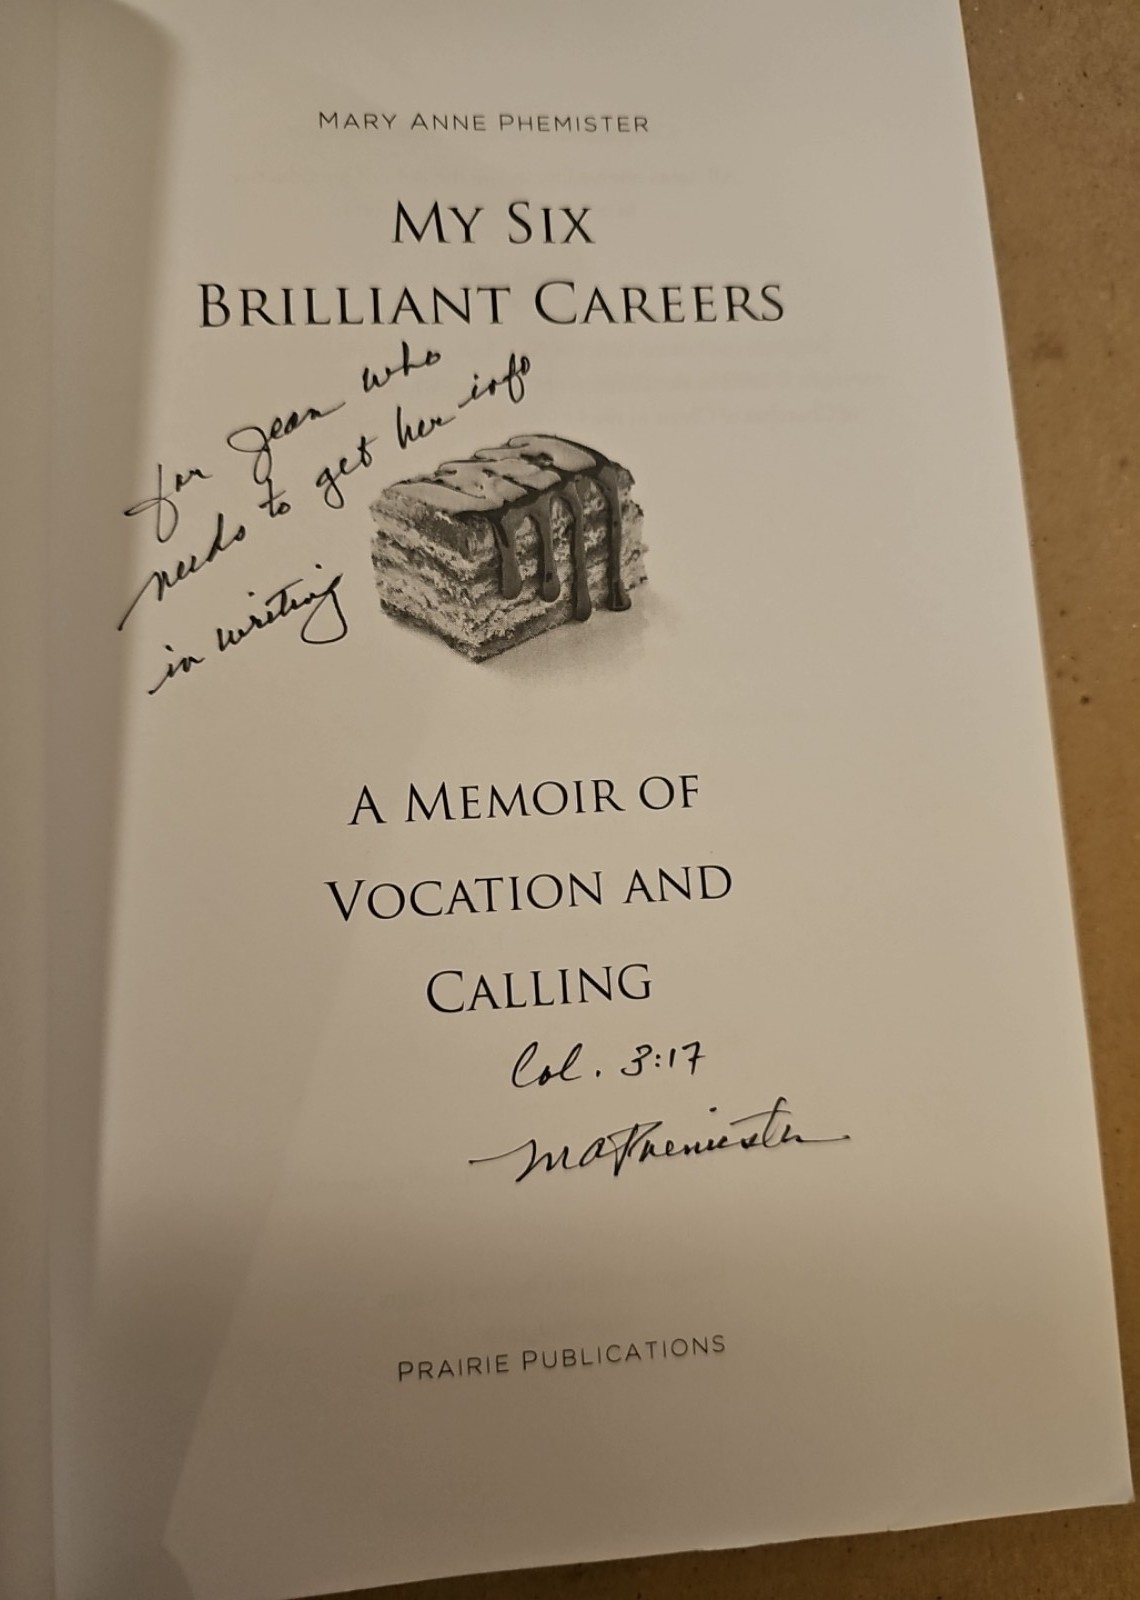 MARY ANNE PHEMISTER
MY SIX
BRILLIANT CAREERS
for Jean who
needs to get her info
in writing
A MEMOIR OF
VOCATION AND
CALLING
Col. 3:17
MAPhemister
PRAIRIE PUBLICATIONS